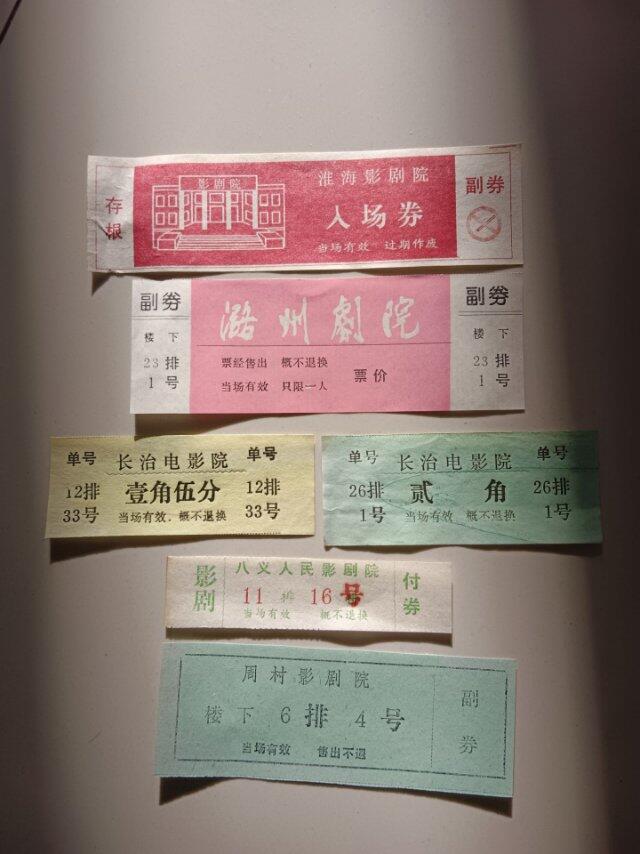 存根
影剧院
淮海影剧院
入场券
当场有效 过期作废
副券
副券
楼下
23排
1号
潞州劇院
票经售出 概不退换
当场有效 只限一人
票价
副券
楼下
23排
1号
单号
12排
33号
长治电影院
壹角伍分
当场有效，概不退换
单号
12排
33号
单号
26排
1号
长治电影院
贰角
当场有效 概不退换
单号
26排
1号
影剧
八义人民影剧院
11排16号
当场有效 概不退换
付券
周村影剧院
楼下6排4号
当场有效 售出不退
副券